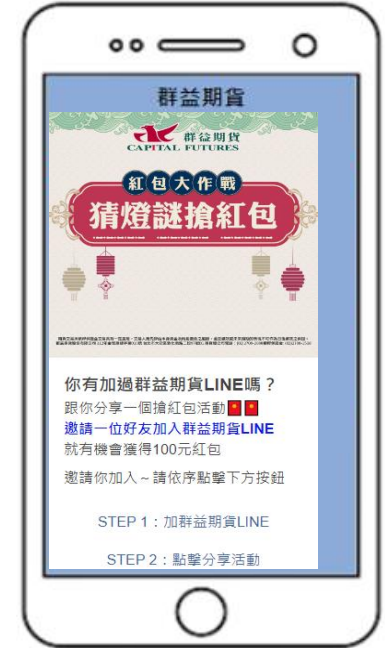 群益期貨
群益期貨
CAPITAL FUTURES
紅包大作戰
猜燈謎搶紅包
你有加過群益期貨LINE嗎？
跟你分享一個搶紅包活動🧧🧧
邀請一位好友加入群益期貨LINE
就有機會獲得100元紅包
邀請你加入～請依序點擊下方按鈕
STEP 1：加群益期貨LINE
STEP 2：點擊分享活動